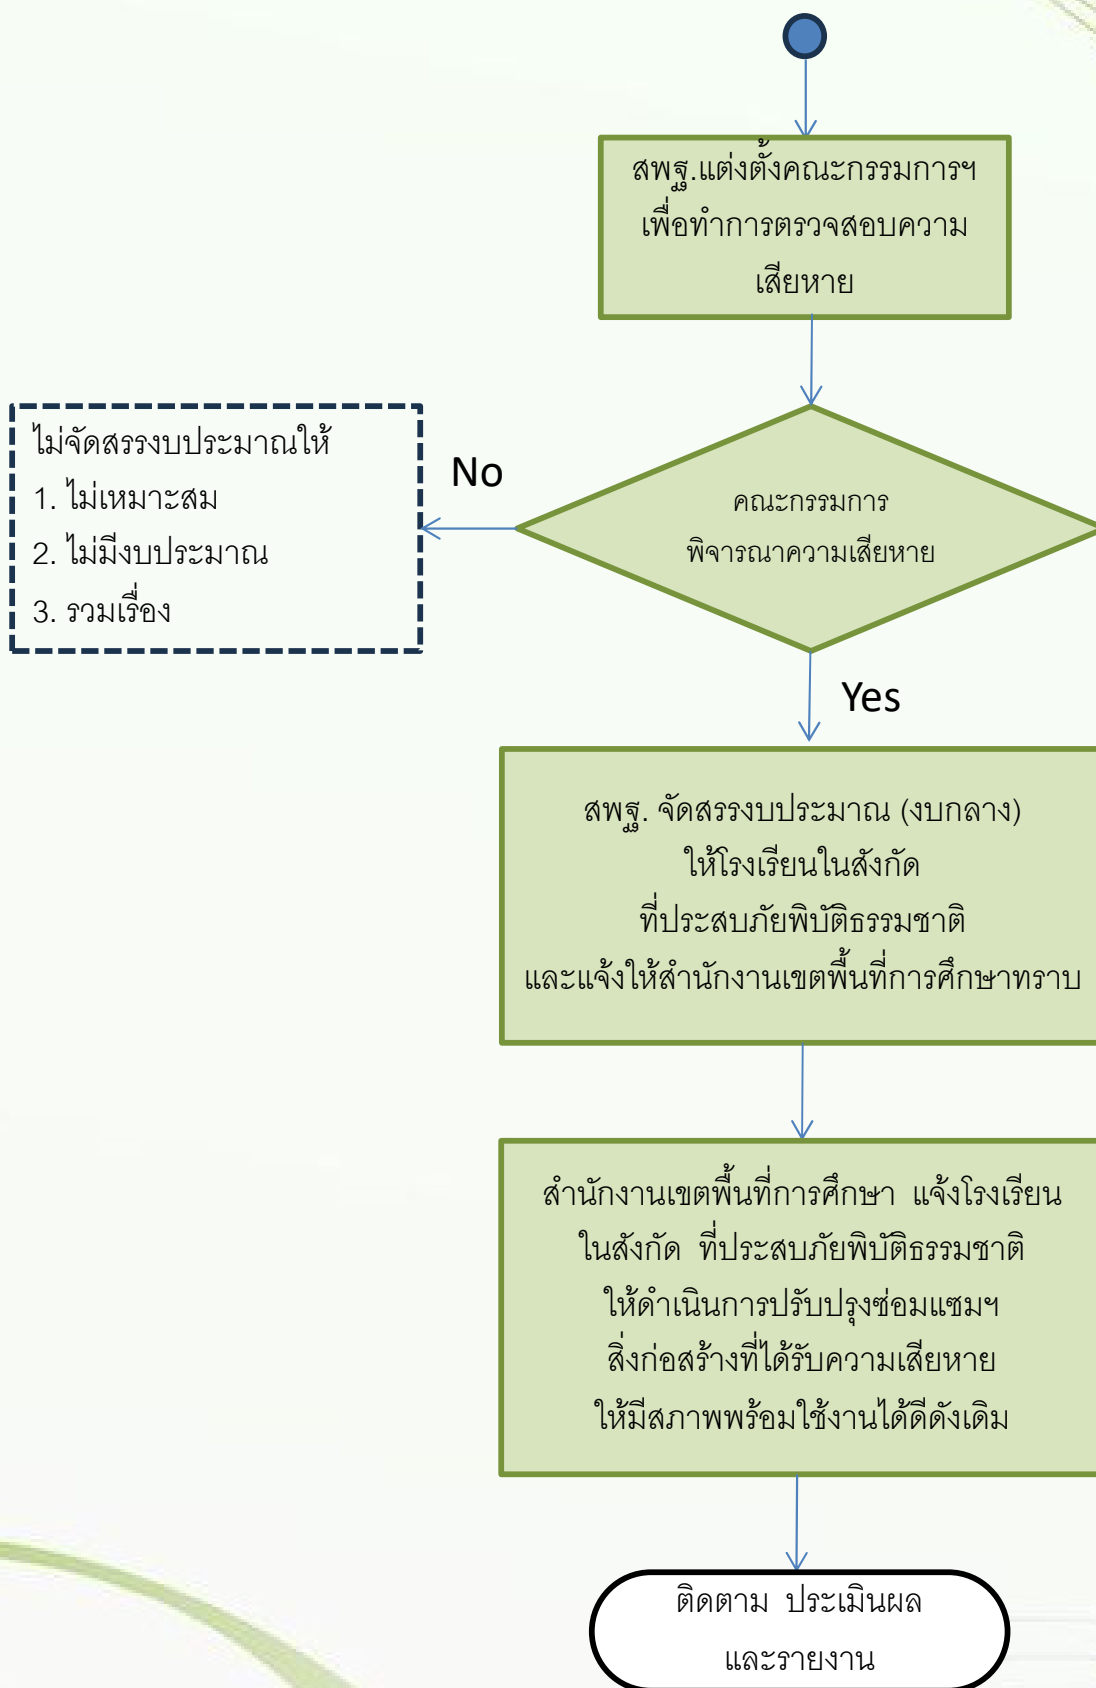 สพฐ.แต่งตั้งคณะกรรมการฯ
เพื่อทำการตรวจสอบความ
เสียหาย
ไม่จัดสรรงบประมาณให้
1. ไม่เหมาะสม
2. ไม่มีงบประมาณ
3. รวมเรื่อง
No
คณะกรรมการ
พิจารณาความเสียหาย
Yes
สพฐ. จัดสรรงบประมาณ (งบกลาง)
ให้โรงเรียนในสังกัด
ที่ประสบภัยพิบัติธรรมชาติ
และแจ้งให้สำนักงานเขตพื้นที่การศึกษาทราบ
สำนักงานเขตพื้นที่การศึกษา แจ้งโรงเรียน
ในสังกัด ที่ประสบภัยพิบัติธรรมชาติ
ให้ดำเนินการปรับปรุงซ่อมแซมฯ
สิ่งก่อสร้างที่ได้รับความเสียหาย
ให้มีสภาพพร้อมใช้งานได้ดีดังเดิม
ติดตาม ประเมินผล
และรายงาน